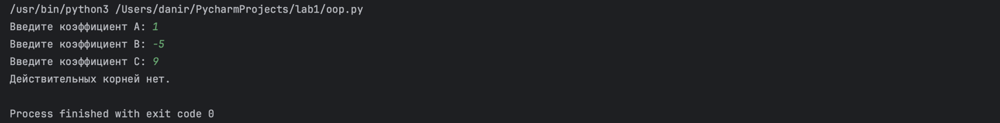 /usr/bin/python3 /Users/danir/PycharmProjects/lab1/oop.py
Введите коэффициент A: 1
Введите коэффициент B: -5
Введите коэффициент C: 9
Действительных корней нет.
Process finished with exit code 0